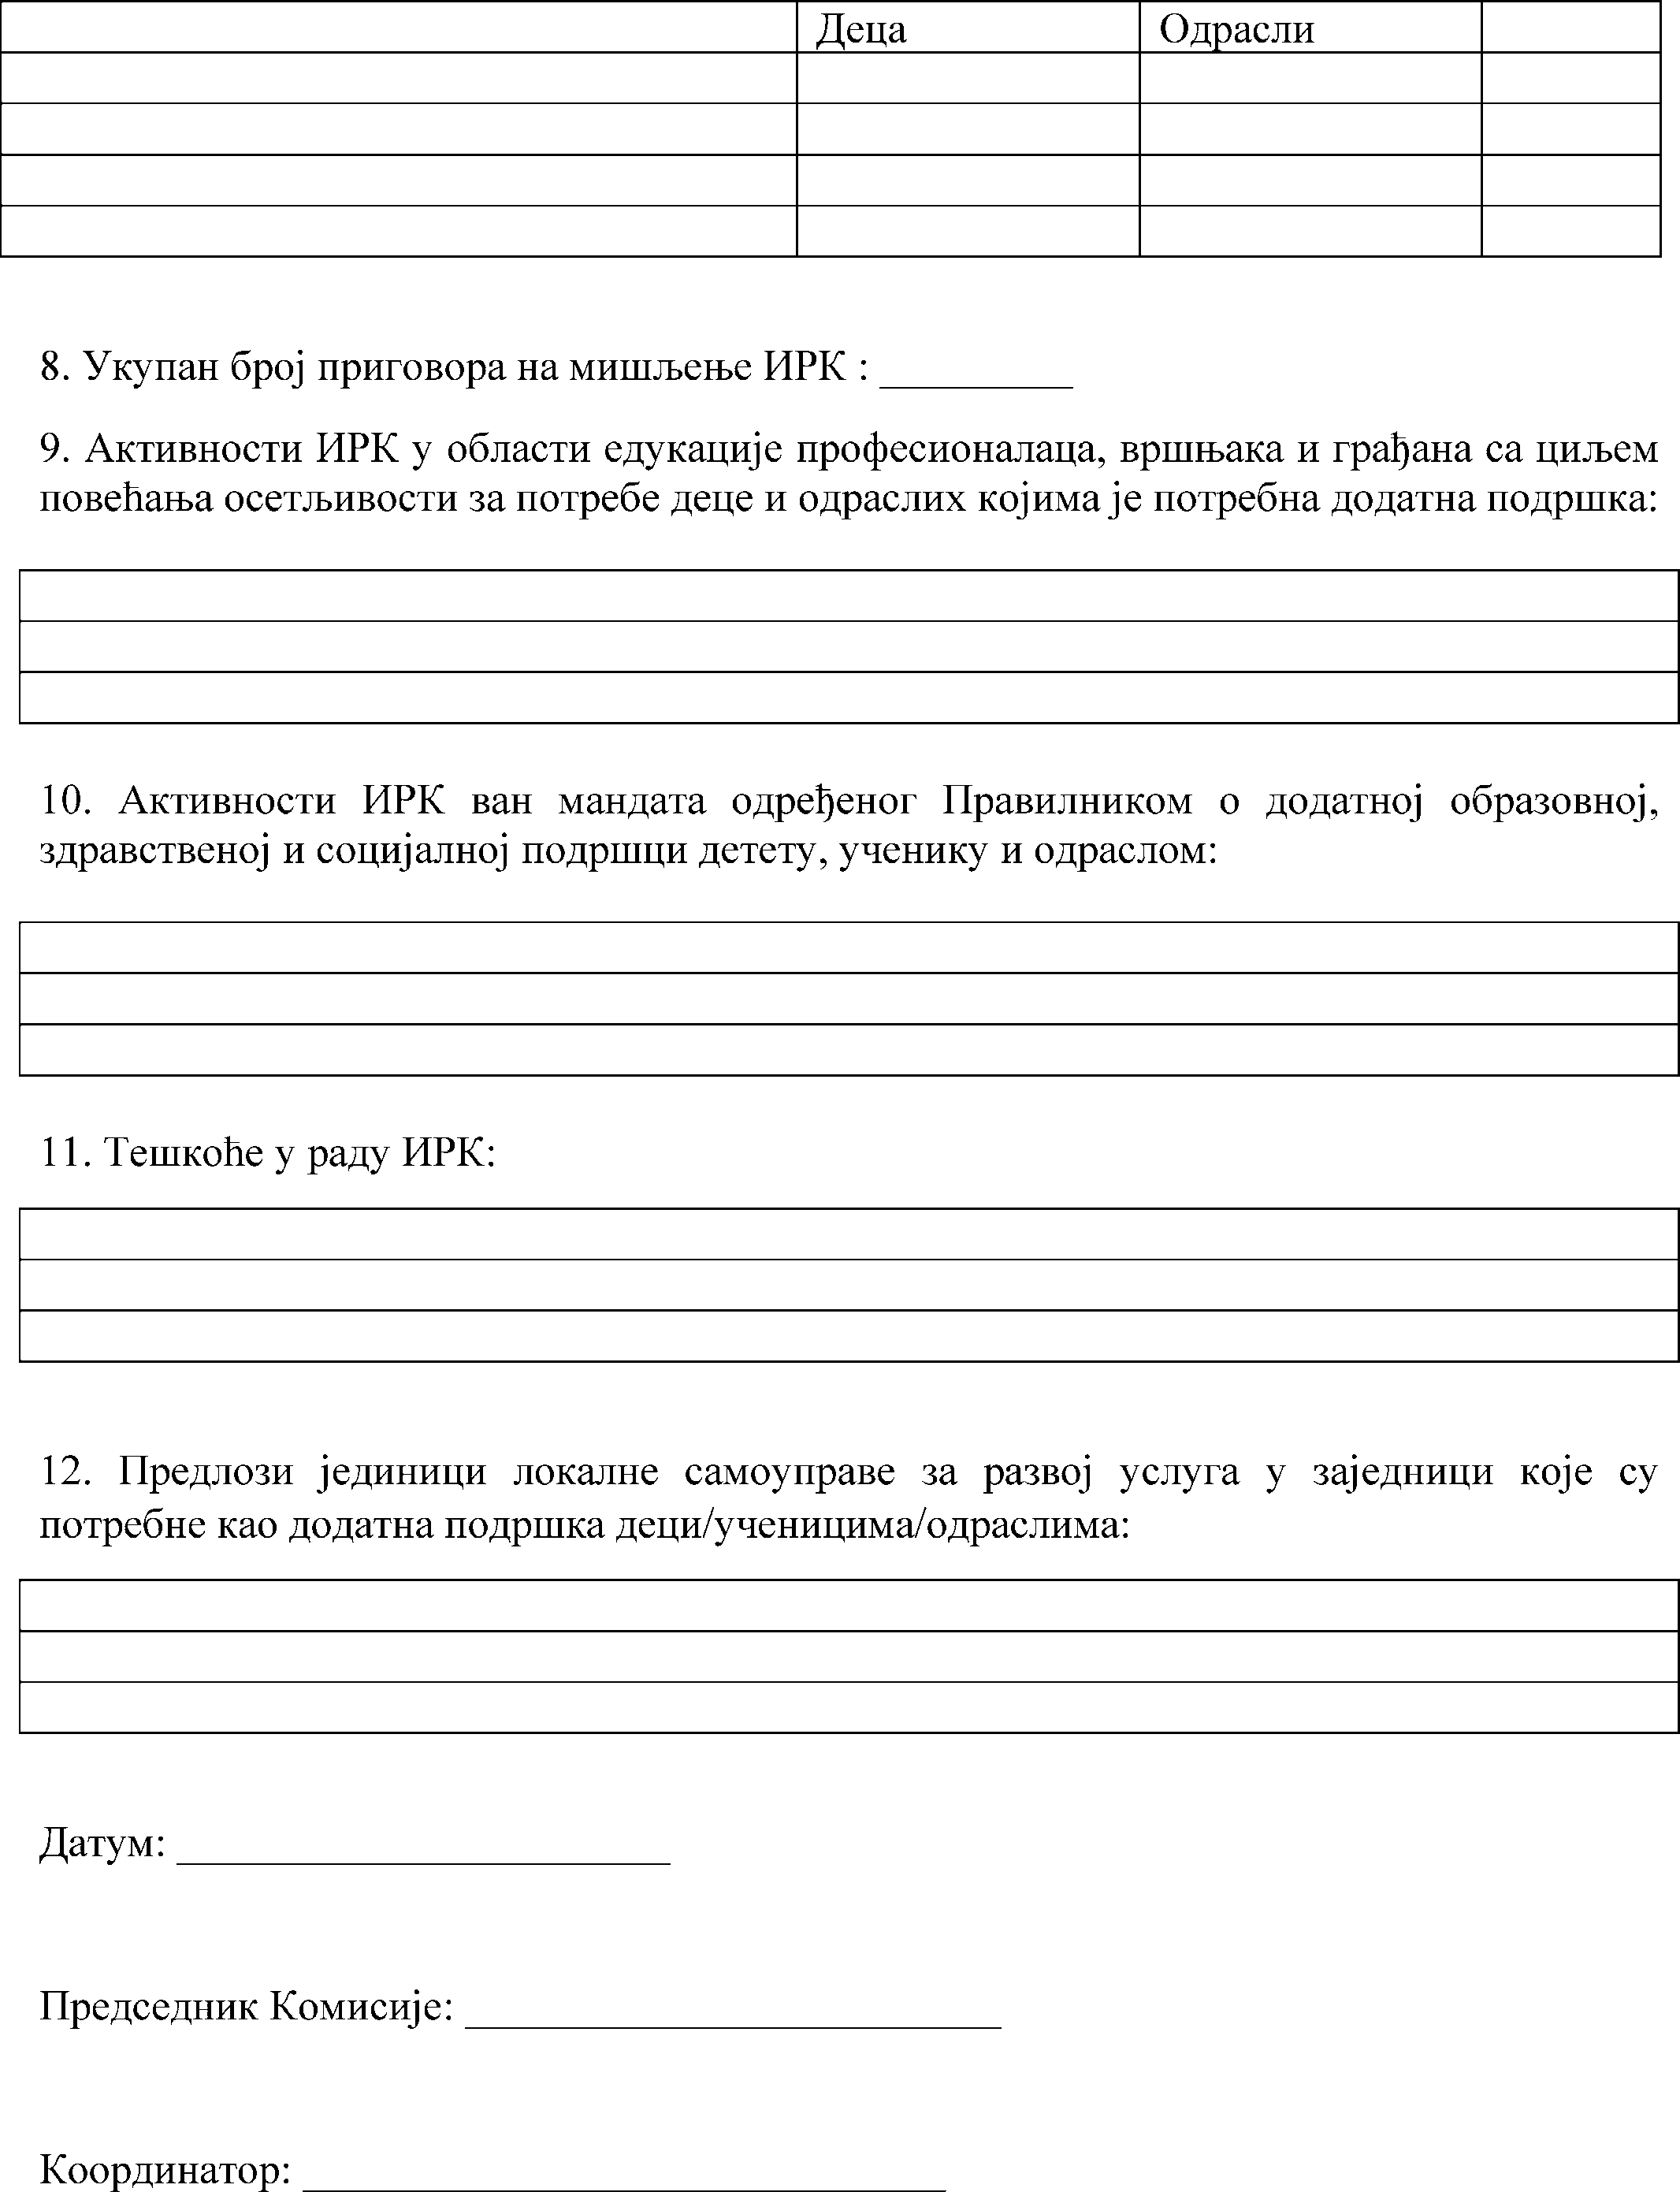 Деца Одрасли
8. Укупан број приговора на мишљење ИРК : _________
9. Активности ИРК у области едукације професионалаца, вршњака и грађана са циљем
повећања осетљивости за потребе деце и одраслих којима је потребна додатна подршка:
10. Активности ИРК ван мандата одређеног Правилником о додатној образовној,
здравственој и социјалној подршци детету, ученику и одраслом:
11. Тешкоће у раду ИРК:
12. Предлози јединици локалне самоуправе за развој услуга у заједници које су
потребне као додатна подршка деци/ученицима/одраслима:
Датум: _______________________
Председник Комисије: _________________________
Координатор: ______________________________